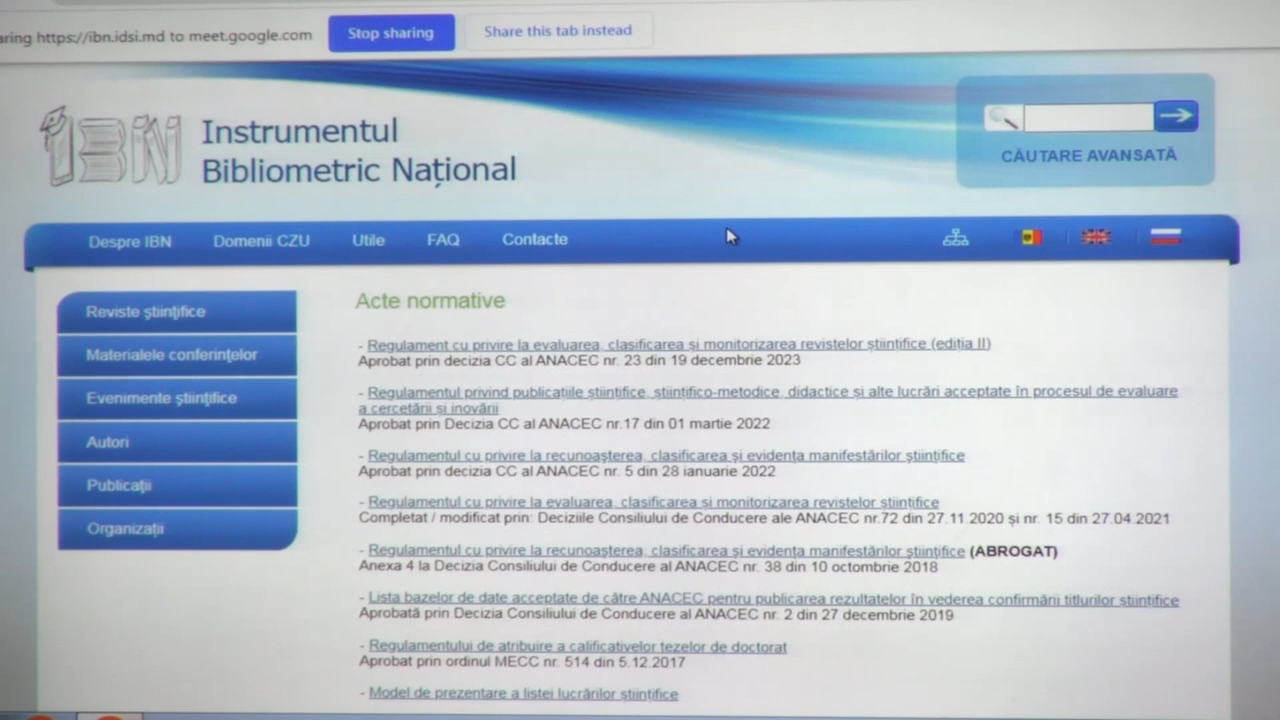 aring https://ibn.idsi.md to meet.google.com
Stop sharing
Share this tab instead
IBN
Instrumentul
Bibliometric Național
CĂUTARE AVANSATĂ
Despre IBN
Domenii CZU
Utile
FAQ
Contacte
Reviste ştiinţifice
Materialele conferinţelor
Evenimente ştiinţifice
Autori
Publicaţii
Organizaţii
Acte normative
- Regulament cu privire la evaluarea, clasificarea și monitorizarea revistelor științifice (ediția II)
Aprobat prin decizia CC al ANACEC nr. 23 din 19 decembrie 2023
- Regulamentul privind publicațiile științifice, științifico-metodice, didactice și alte lucrări acceptate în procesul de evaluare
a cercetării și inovării
Aprobat prin Decizia CC al ANACEC nr.17 din 01 martie 2022
- Regulamentul cu privire la recunoașterea, clasificarea și evidența manifestărilor științifice
Aprobat prin decizia CC al ANACEC nr. 5 din 28 ianuarie 2022
- Regulamentul cu privire la evaluarea, clasificarea și monitorizarea revistelor științifice
Completat / modificat prin: Deciziile Consiliului de Conducere ale ANACEC nr.72 din 27.11.2020 și nr. 15 din 27.04.2021
- Regulamentul cu privire la recunoașterea, clasificarea și evidența manifestărilor științifice (ABROGAT)
Anexa 4 la Decizia Consiliului de Conducere al ANACEC nr. 38 din 10 octombrie 2018
- Lista bazelor de date acceptate de către ANACEC pentru publicarea rezultatelor în vederea confirmării titlurilor științifice
Aprobată prin Decizia Consiliului de Conducere al ANACEC nr. 2 din 27 decembrie 2019
- Regulamentului de atribuire a calificativelor tezelor de doctorat
Aprobat prin ordinul MECC nr. 514 din 5.12.2017
- Model de prezentare a listei lucrărilor științifice